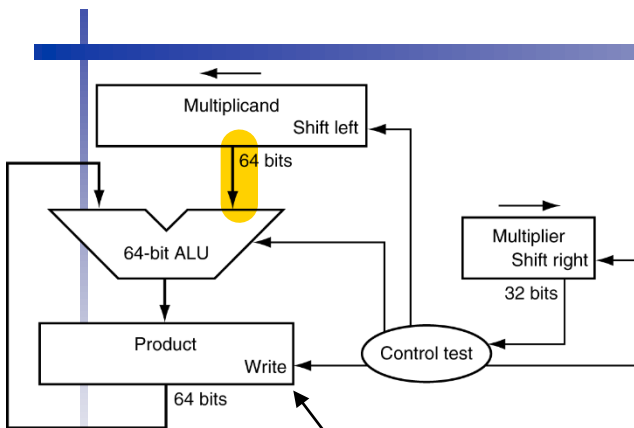 Multiplicand
Shift left
64 bits
64-bit ALU
Multiplier
Shift right
32 bits
Product
Write
Control test
64 bits